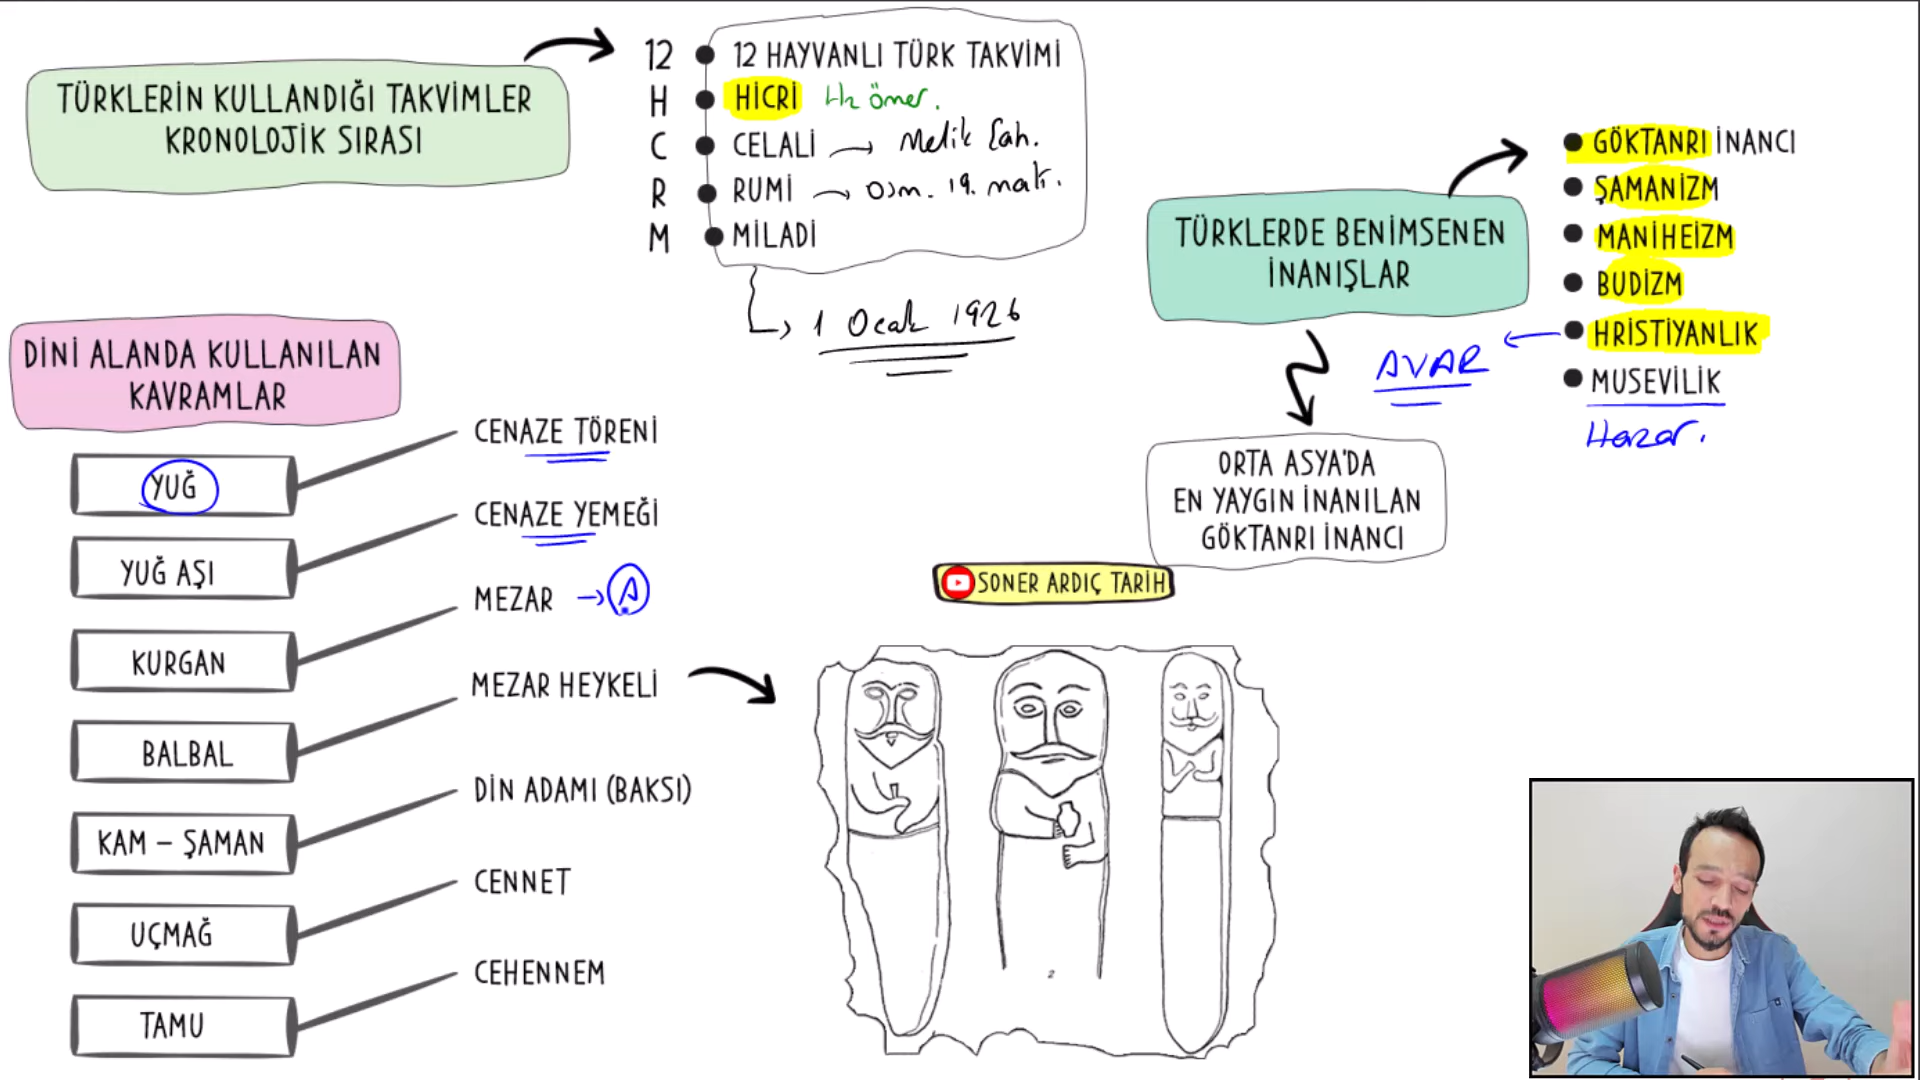 TÜRKLERİN KULLANDIĞI TAKVİMLER
KRONOLOJİK SIRASI
12 12 HAYVANLI TÜRK TAKVİMİ
H HİCRİ Hz ömer.
C CELALİ → Melik Şah.
R RUMİ → Osm. 19.
M MİLADİ
1 Ocak 1926
TÜRKLERDE BENİMSENEN
İNANIŞLAR
GÖKTANRI İNANCI
ŞAMANİZM
MANİHEİZM
BUDİZM
HRİSTİYANLIK
AVAR
MUSEVİLİK
Hazar.
ORTA ASYA'DA
EN YAYGIN İNANILAN
GÖKTANRI İNANCI
DİNİ ALANDA KULLANILAN
KAVRAMLAR
YUĞ CENAZE TÖRENİ
YUĞ AŞI CENAZE YEMEĞİ
KURGAN MEZAR → A
BALBAL MEZAR HEYKELİ
KAM – ŞAMAN DİN ADAMI (BAKSI)
UÇMAĞ CENNET
TAMU CEHENNEM
SONER ARDIÇ TARİH
2